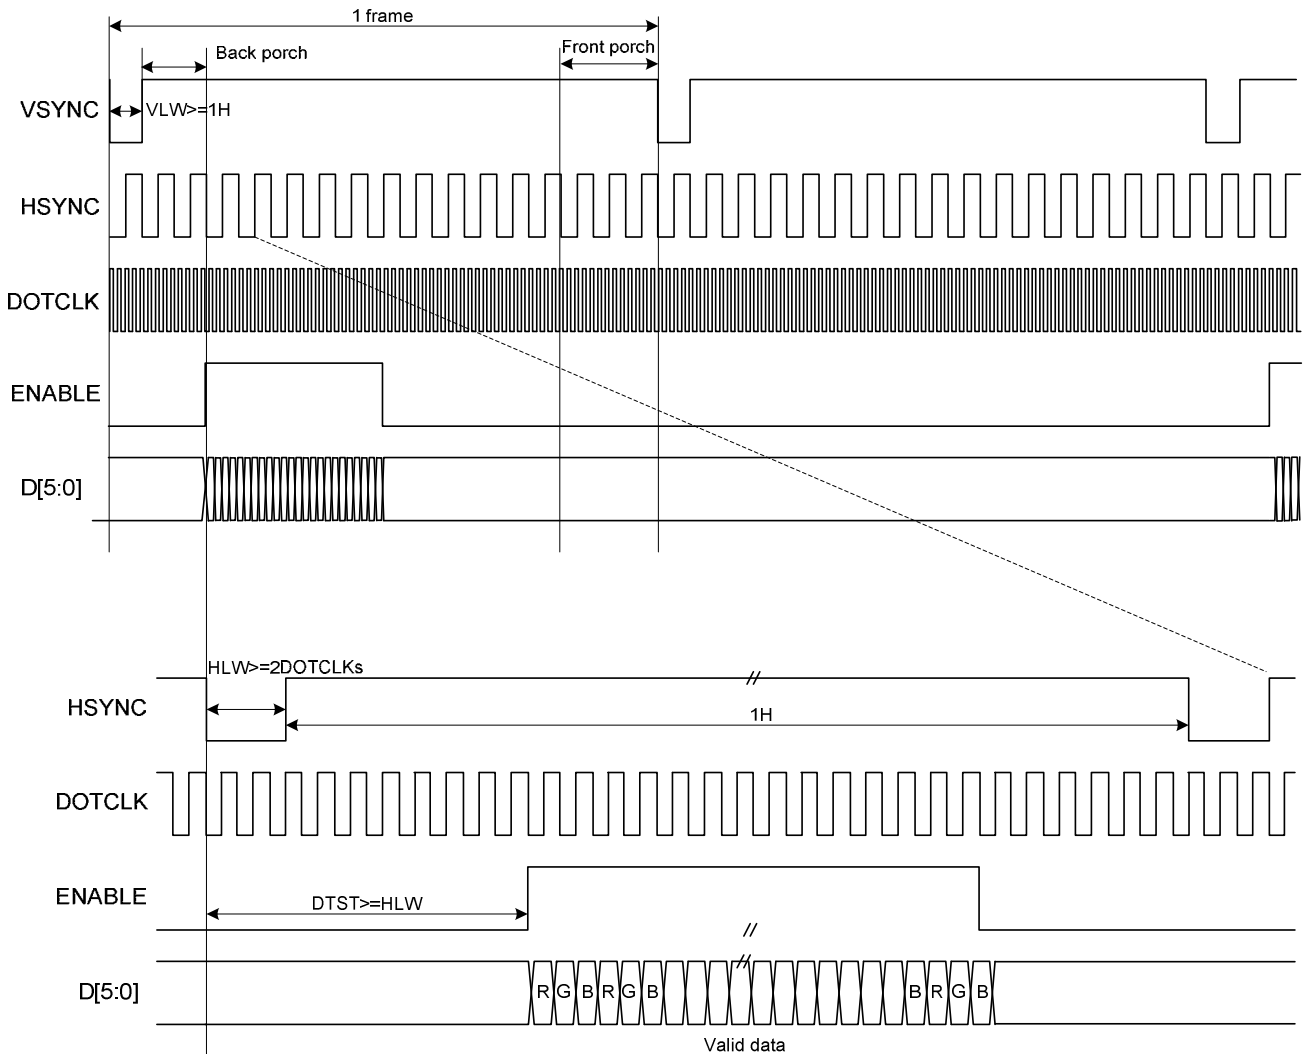 1 frame
Back porch
Front porch
VSYNC
VLW>=1H
HSYNC
DOTCLK
ENABLE
D[5:0]
HLW>=2DOTCLKs
HSYNC
1H
DOTCLK
ENABLE
DTST>=HLW
D[5:0]
R G B R G B B R G B
Valid data